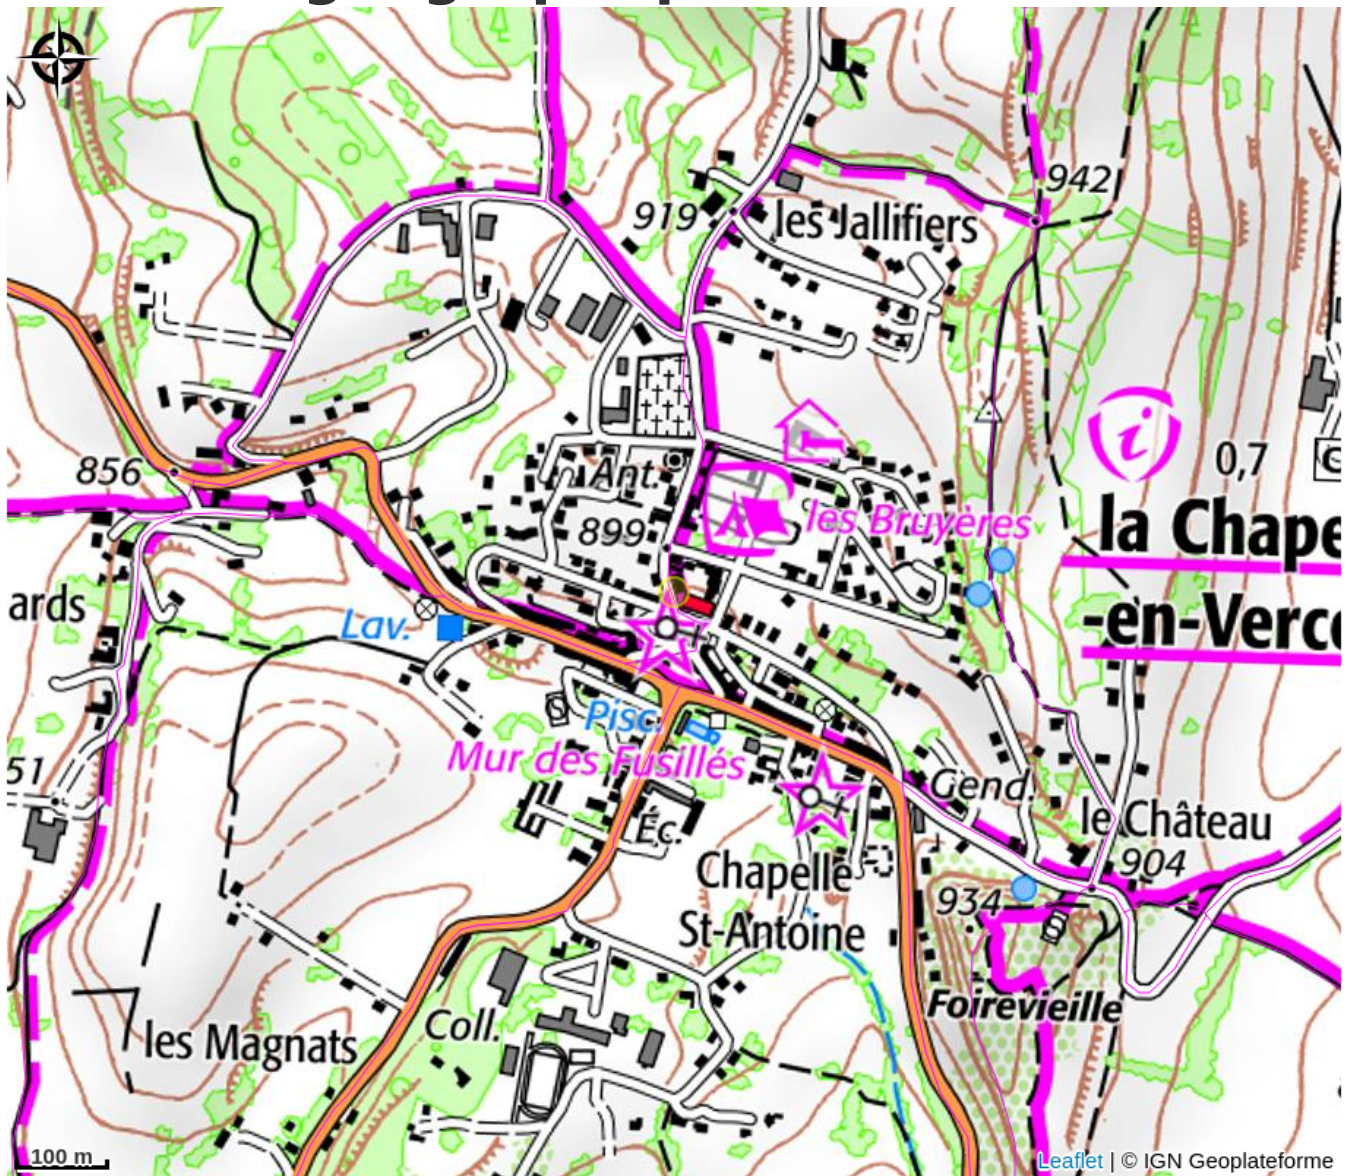 942
919
les Jallifiers
856
Ant.
0,7
899
les Bruyères
la Chape
-en-Verco
ards
Lav.
Pisc.
Mur des Fusillés
51
Gend.
le Château
Éc.
904
Chapelle
St-Antoine
934
Foirevieille
les Magnats
Coll.
100 m
Leaflet | © IGN Geoplateforme